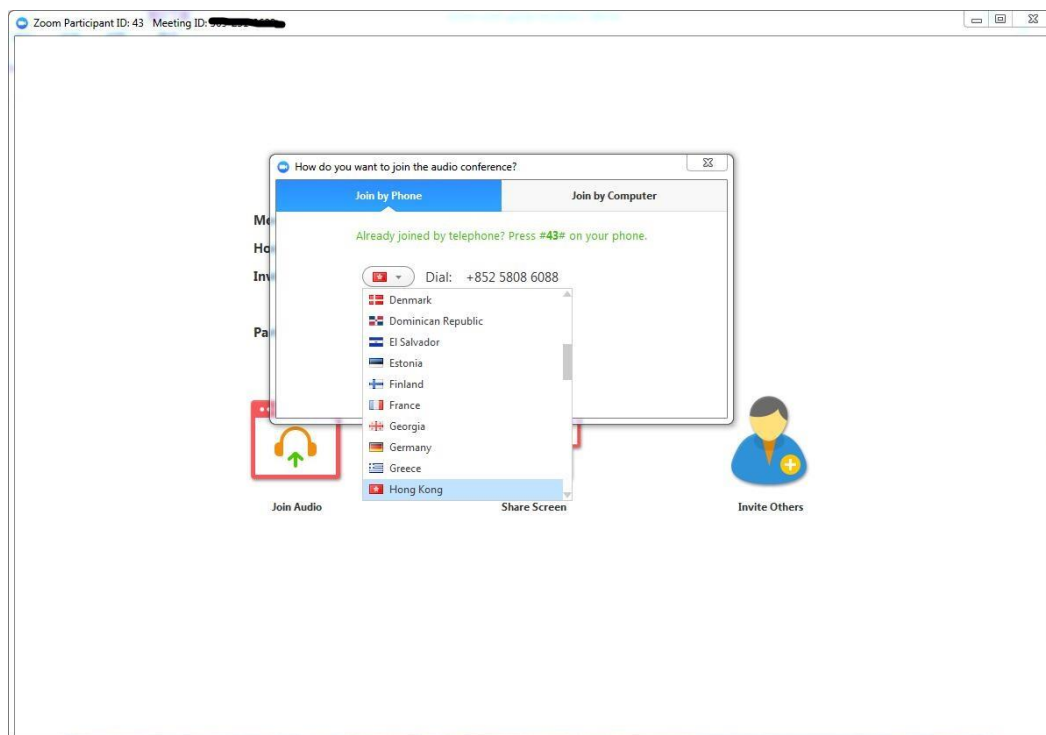 Zoom Participant ID: 43 Meeting ID:
How do you want to join the audio conference?
Join by Phone Join by Computer
Already joined by telephone? Press #43# on your phone.
Dial: +852 5808 6088
Denmark
Dominican Republic
El Salvador
Estonia
Finland
France
Georgia
Germany
Greece
Hong Kong
Join Audio Share Screen Invite Others